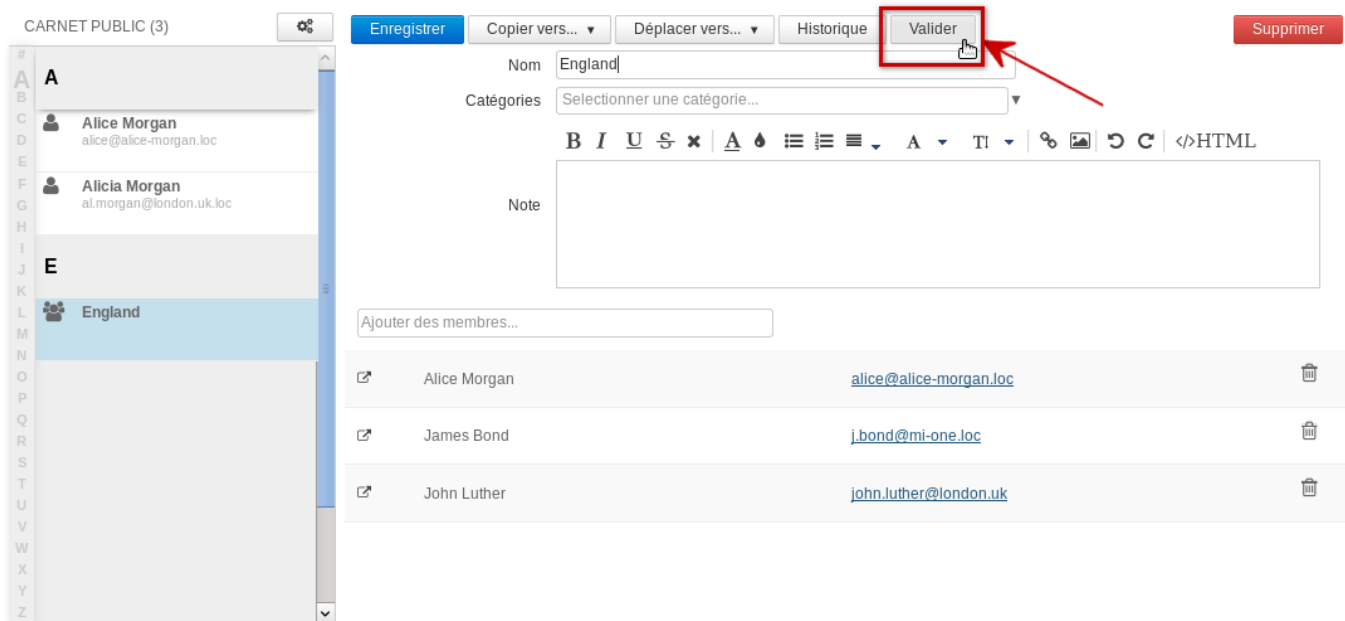 CARNET PUBLIC (3)
#
A
B
C
D
E
F
G
H
I
J
K
L
M
N
O
P
Q
R
S
T
U
V
W
X
Y
Z
A
Alice Morgan
alice@alice-morgan.loc
Alicia Morgan
al.morgan@london.uk.loc
E
England
Enregistrer Copier vers... Déplacer vers... Historique Valider Supprimer
Nom England
Catégories Selectionner une catégorie...
B I U S A A T! </>HTML
Note
Ajouter des membres...
Alice Morgan alice@alice-morgan.loc
James Bond j.bond@mi-one.loc
John Luther john.luther@london.uk